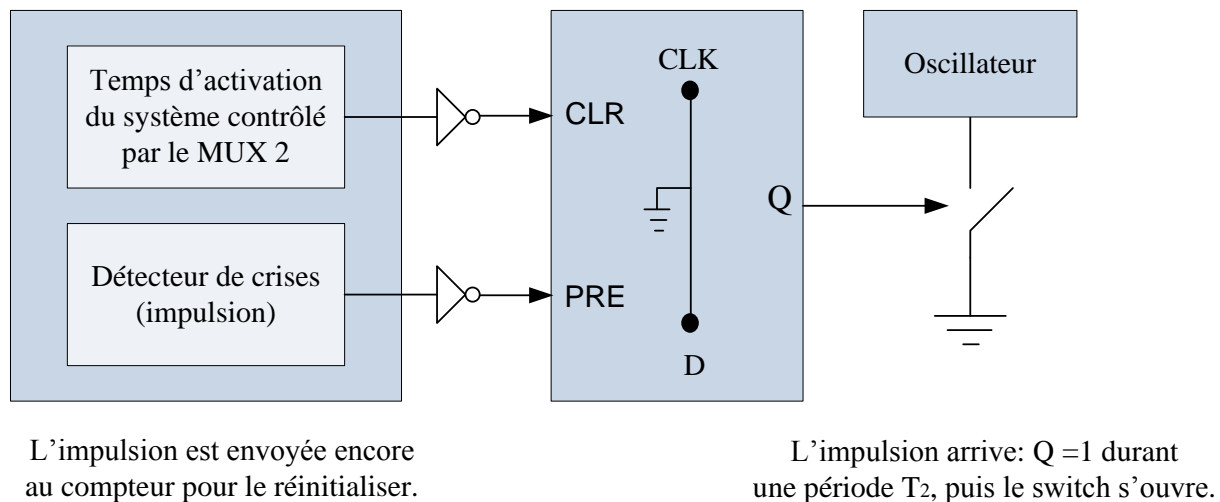 Temps d'activation
du système contrôlé
par le MUX 2
Détecteur de crises
(impulsion)
CLR
PRE
CLK
D
Q
Oscillateur
L'impulsion est envoyée encore
au compteur pour le réinitialiser.
L'impulsion arrive: Q =1 durant
une période T2, puis le switch s'ouvre.